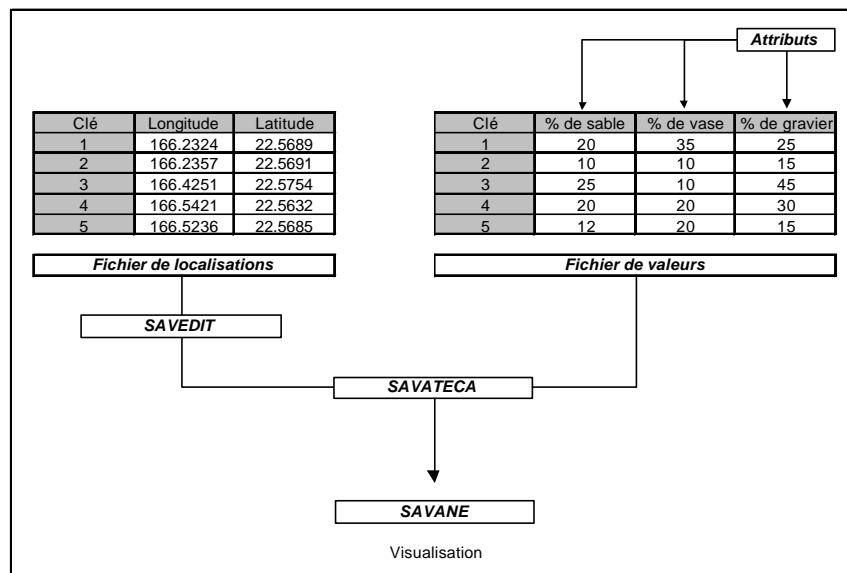 Attributs
Clé Longitude Latitude
1 166.2324 22.5689
2 166.2357 22.5691
3 166.4251 22.5754
4 166.5421 22.5632
5 166.5236 22.5685
Fichier de localisations
Clé % de sable % de vase % de gravier
1 20 35 25
2 10 10 15
3 25 10 45
4 20 20 30
5 12 20 15
Fichier de valeurs
SAVEDIT
SAVATECA
SAVANE
Visualisation